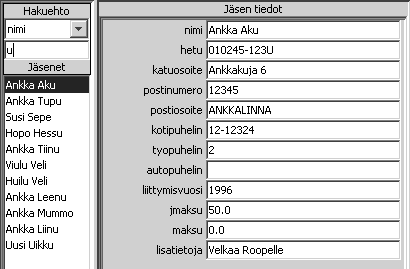 Hakuehto
nimi
u
Jäsenet
Ankka Aku
Ankka Tupu
Susi Sepe
Hopo Hessu
Ankka Tiinu
Viulu Veli
Huilu Veli
Ankka Leenu
Ankka Mummo
Ankka Liinu
Uusi Uikku
Jäsen tiedot
nimi Ankka Aku
hetu 010245-123U
katuosoite Ankkakuja 6
postinumero 12345
postiosoite ANKKALINNA
kotipuhelin 12-12324
tyopuhelin 2
autopuhelin
liittymisvuosi 1996
jmaksu 50.0
maksu 0.0
lisatietoja Velkaa Roopelle